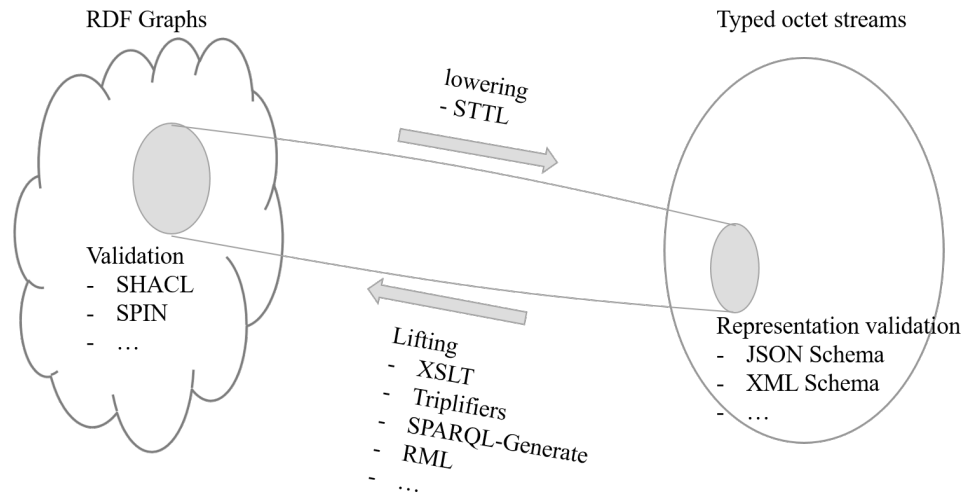 RDF Graphs
Typed octet streams
lowering
- STTL
Validation
- SHACL
- SPIN
- …
Lifting
- XSLT
- Triplifiers
- SPARQL-Generate
- RML
- …
Representation validation
- JSON Schema
- XML Schema
- …